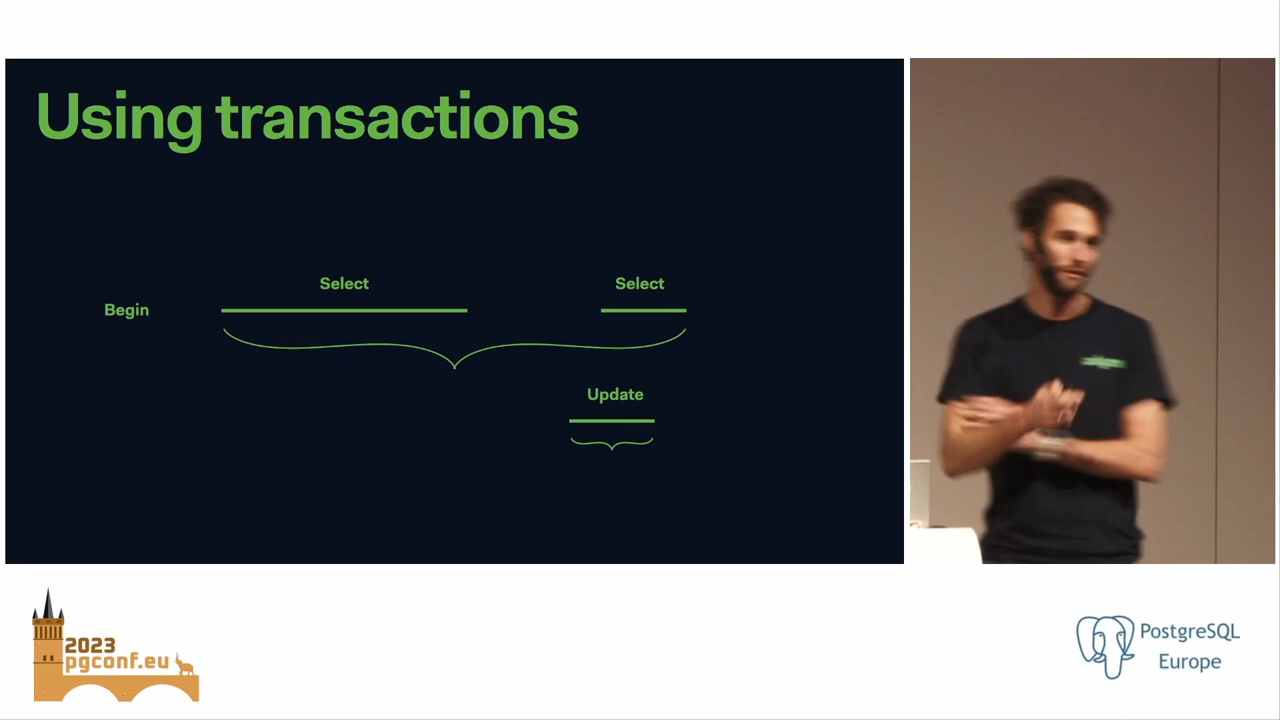 Using transactions
Select
Select
Begin
Update
2023
pgconf.eu
PostgreSQL
Europe